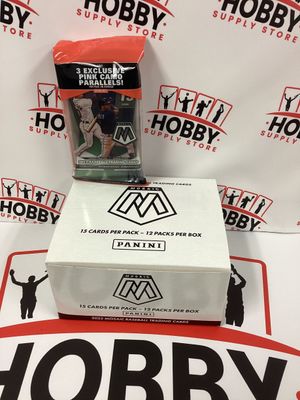 HOBBY
SUPPLY STORE
HOBBY
SUPPLY STORE
3 EXCLUSIVE
PINK CAMO
PARALLELS!
HOBBY
SUPPLY STORE
HOBBY
SUPPLY STORE
MOSAIC
15 CARDS PER PACK – 12 PACKS PER BOX
PANINI
MOSAIC
15 CARDS PER PACK – 12 PACKS PER BOX
PANINI
2022 MOSAIC BASEBALL TRADING CARDS
HOBBY